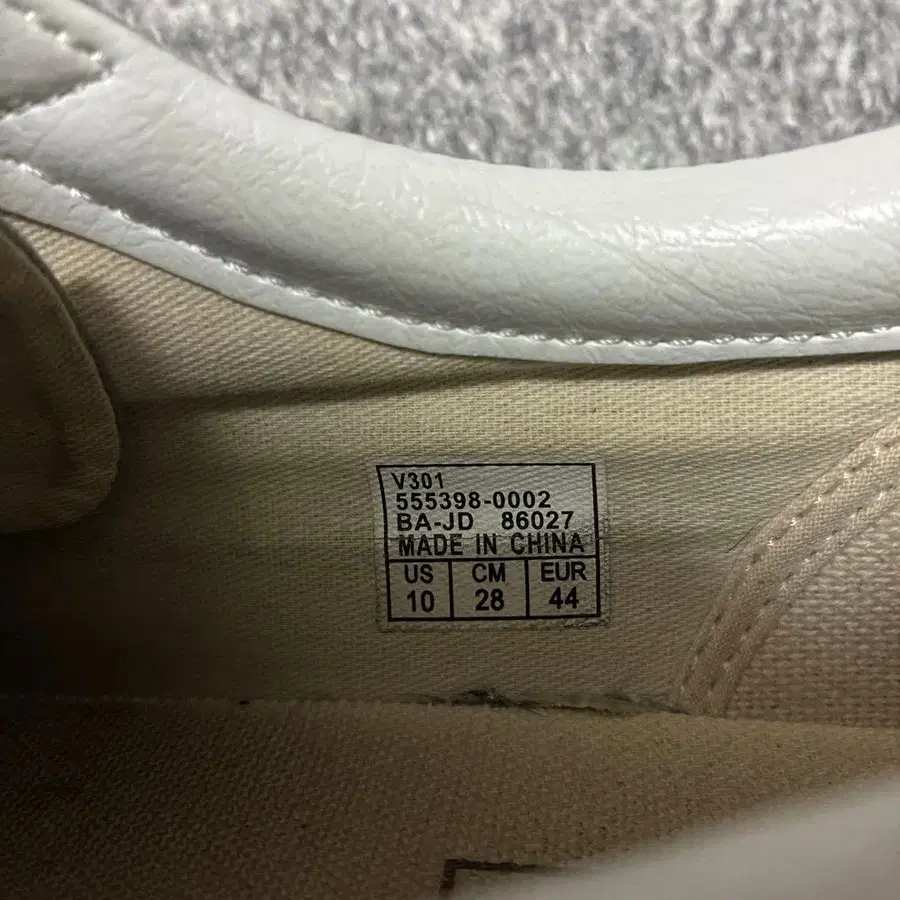 V301
555398-0002
BA-JD 86027
MADE IN CHINA
US CM EUR
10 28 44